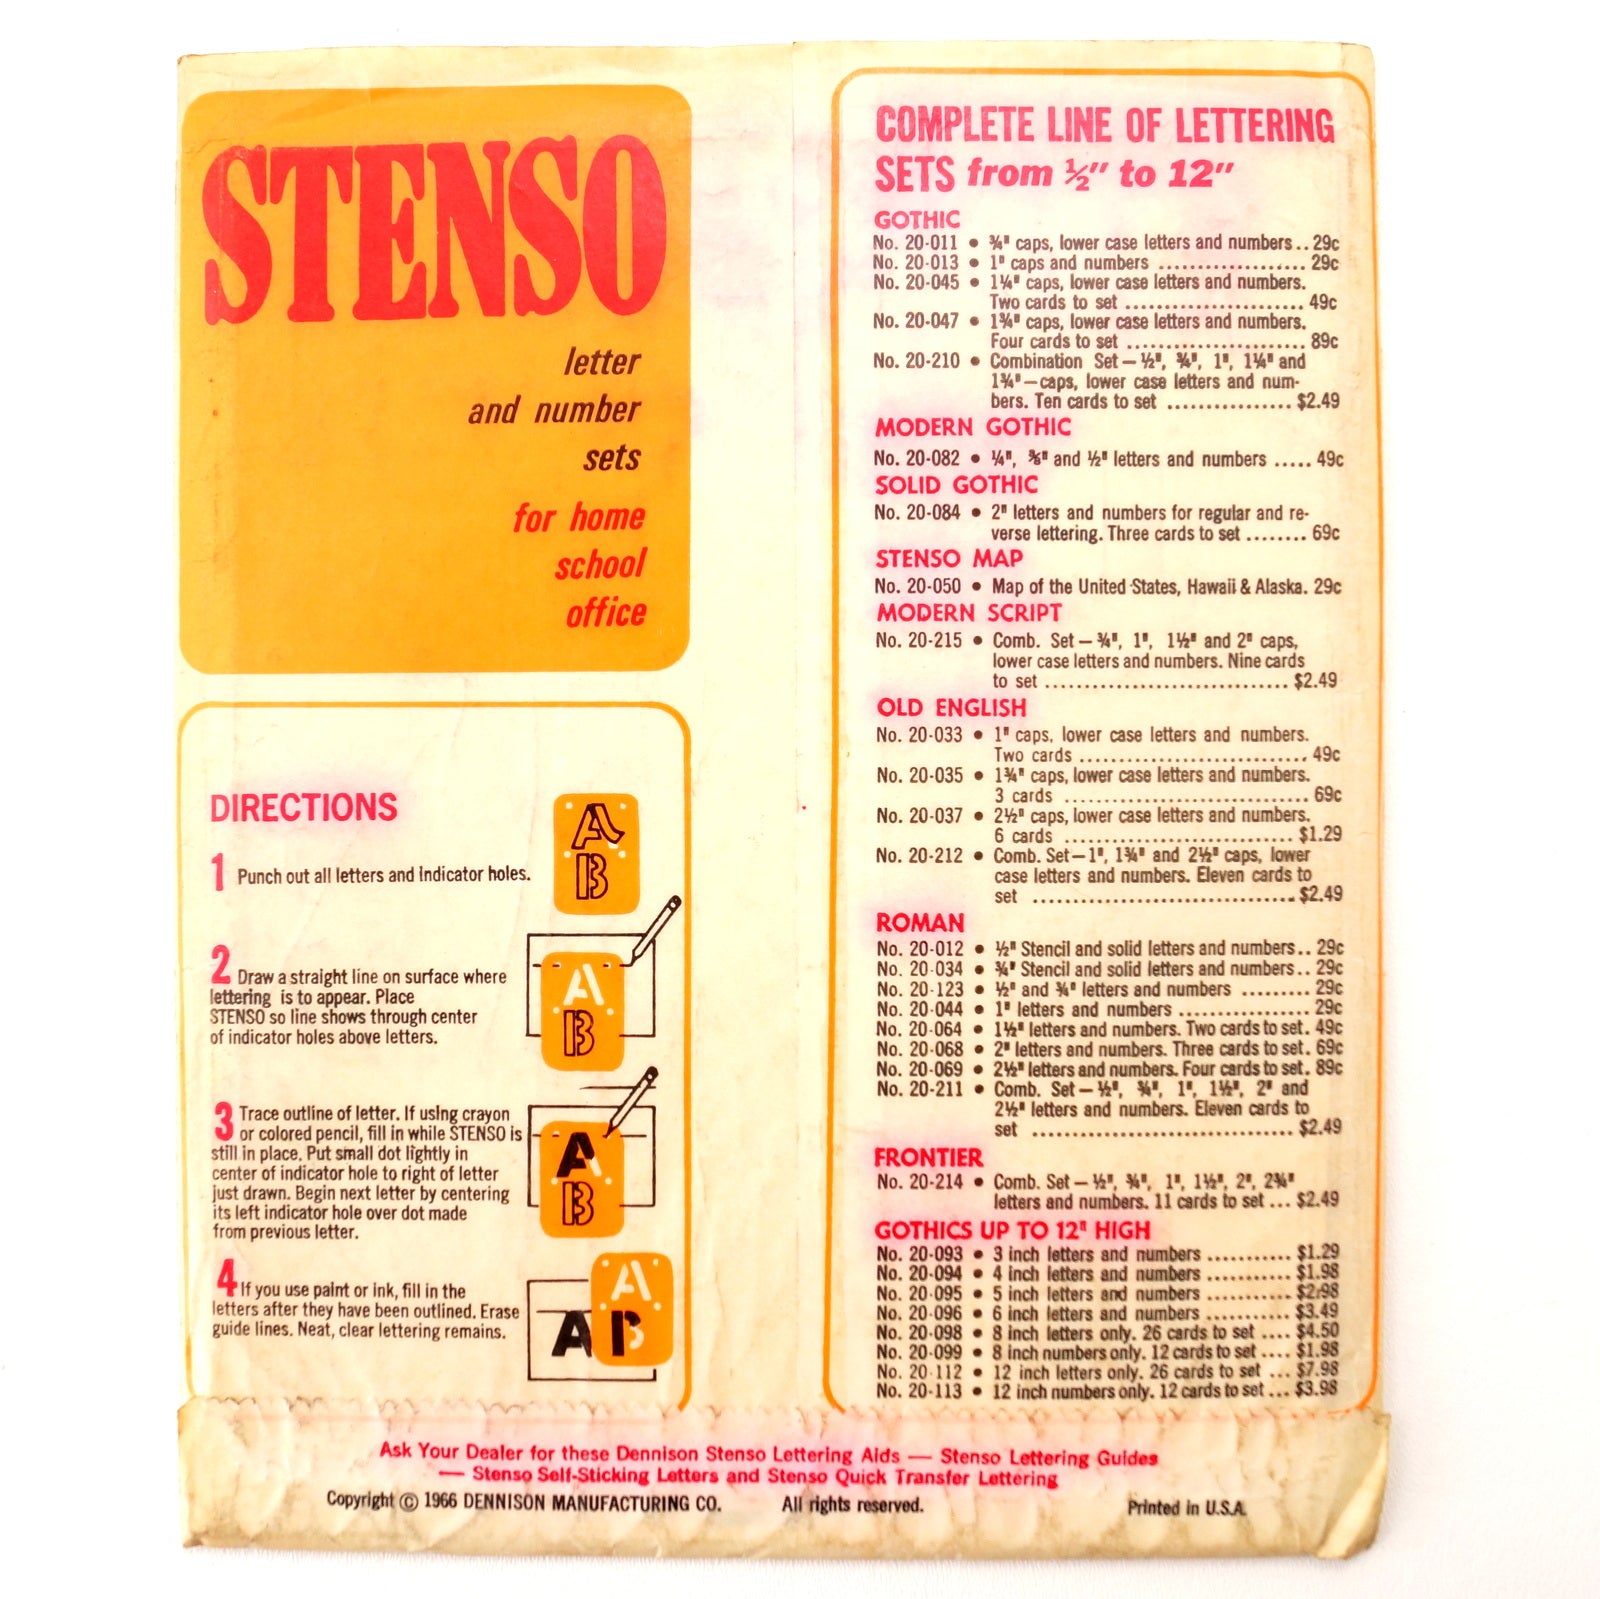 STENSO
letter
and number
sets
for home
school
office
DIRECTIONS
1 Punch out all letters and indicator holes.
2 Draw a straight line on surface where
lettering is to appear. Place
STENSO so line shows through center
of indicator holes above letters.
3 Trace outline of letter. If using crayon
or colored pencil, fill in while STENSO is
still in place. Put small dot lightly in
center of indicator hole to right of letter
just drawn. Begin next letter by centering
its left indicator hole over dot made
from previous letter.
4 If you use paint or ink, fill in the
letters after they have been outlined. Erase
guide lines. Neat, clear lettering remains.
A
B
A
B
A
B
A
A B
COMPLETE LINE OF LETTERING
SETS from ½" to 12"
GOTHIC
No. 20-011 • ¾" caps, lower case letters and numbers.. 29c
No. 20-013 • 1" caps and numbers .................. 29c
No. 20-045 • 1¼" caps, lower case letters and numbers.
Two cards to set ...................... 49c
No. 20-047 • 1¾" caps, lower case letters and numbers.
Four cards to set ...................... 89c
No. 20-210 • Combination Set — ½", ¾", 1", 1¼" and
1¾" — caps, lower case letters and num-
bers. Ten cards to set ................ $2.49
MODERN GOTHIC
No. 20-082 • ¼", ⅜" and ½" letters and numbers ..... 49c
SOLID GOTHIC
No. 20-084 • 2" letters and numbers for regular and re-
verse lettering. Three cards to set ........ 69c
STENSO MAP
No. 20-050 • Map of the United States, Hawaii & Alaska. 29c
MODERN SCRIPT
No. 20-215 • Comb. Set — ¾", 1", 1½" and 2" caps,
lower case letters and numbers. Nine cards
to set .............................. $2.49
OLD ENGLISH
No. 20-033 • 1" caps, lower case letters and numbers.
Two cards ............................ 49c
No. 20-035 • 1¾" caps, lower case letters and numbers.
3 cards .............................. 69c
No. 20-037 • 2½" caps, lower case letters and numbers.
6 cards ............................ $1.29
No. 20-212 • Comb. Set — 1", 1¾" and 2½" caps, lower
case letters and numbers. Eleven cards to
set ................................ $2.49
ROMAN
No. 20-012 • ½" Stencil and solid letters and numbers.. 29c
No. 20-034 • ¾" Stencil and solid letters and numbers.. 29c
No. 20-123 • ½" and ¾" letters and numbers ......... 29c
No. 20-044 • 1" letters and numbers ................ 29c
No. 20-064 • 1½" letters and numbers. Two cards to set. 49c
No. 20-068 • 2" letters and numbers. Three cards to set. 69c
No. 20-069 • 2½" letters and numbers. Four cards to set. 89c
No. 20-211 • Comb. Set — ½", ¾", 1", 1½", 2" and
2½" letters and numbers. Eleven cards to
set ................................ $2.49
FRONTIER
No. 20-214 • Comb. Set — ½", ¾", 1", 1½", 2", 2¾"
letters and numbers. 11 cards to set ... $2.49
GOTHICS UP TO 12" HIGH
No. 20-093 • 3 inch letters and numbers ........... $1.29
No. 20-094 • 4 inch letters and numbers ........... $1.98
No. 20-095 • 5 inch letters and numbers ........... $2.98
No. 20-096 • 6 inch letters and numbers ........... $3.49
No. 20-098 • 8 inch letters only. 26 cards to set .... $4.50
No. 20-099 • 8 inch numbers only. 12 cards to set .... $1.98
No. 20-112 • 12 inch letters only. 26 cards to set ... $7.98
No. 20-113 • 12 inch numbers only. 12 cards to set ... $3.98
Ask Your Dealer for these Dennison Stenso Lettering Aids — Stenso Lettering Guides
— Stenso Self-Sticking Letters and Stenso Quick Transfer Lettering
Copyright © 1966 DENNISON MANUFACTURING CO. All rights reserved. Printed in U.S.A.